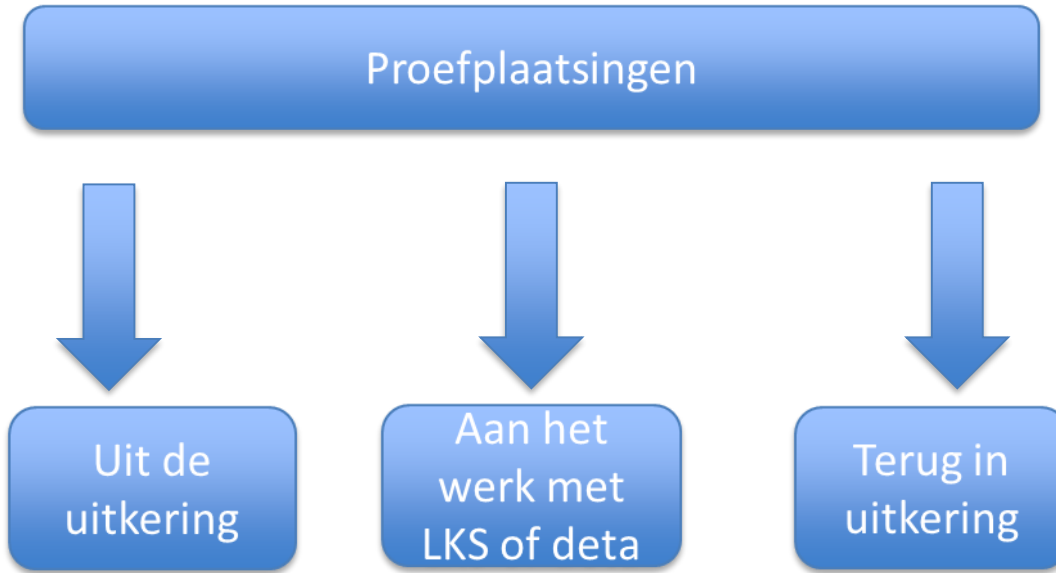 Proefplaatsingen
Uit de
uitkering
Aan het
werk met
LKS of deta
Terug in
uitkering